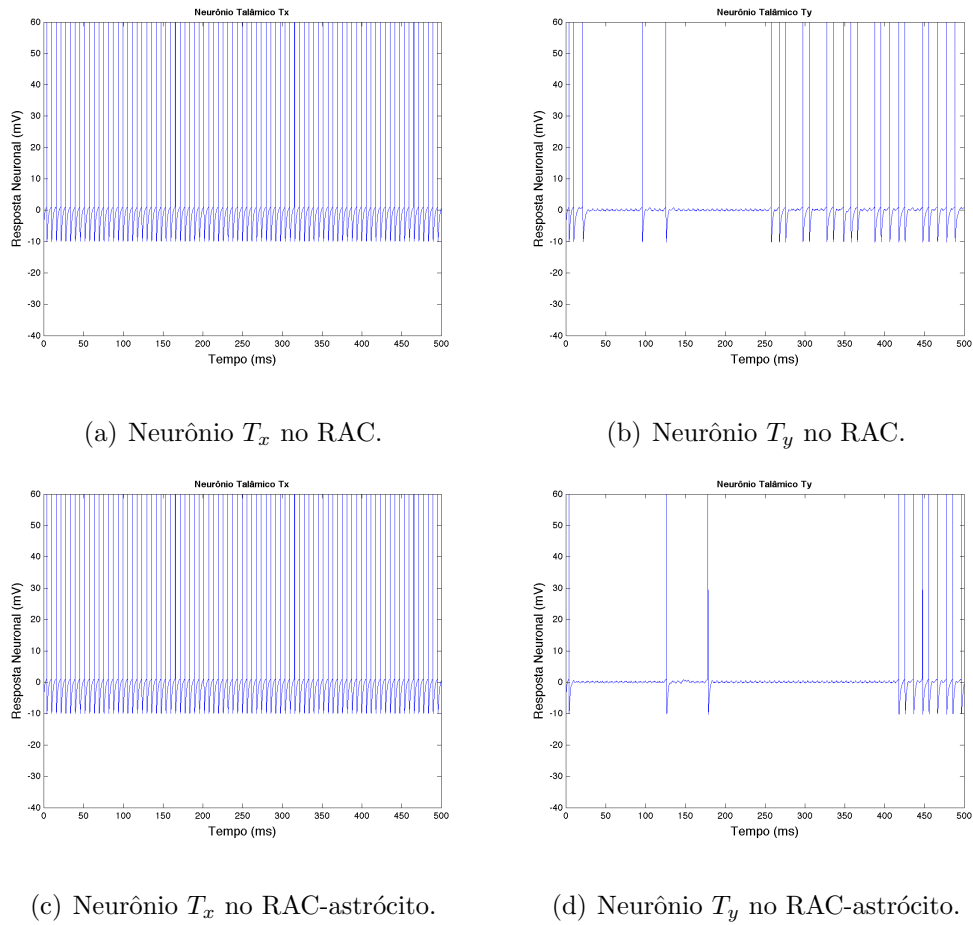 Neurônio Talâmico Tx
Resposta Neuronal (mV)
60
50
40
30
20
10
0
-10
-20
-30
-40
0 50 100 150 200 250 300 350 400 450 500
Tempo (ms)
(a) Neurônio Tx no RAC.
Neurônio Talâmico Ty
Resposta Neuronal (mV)
60
50
40
30
20
10
0
-10
-20
-30
-40
0 50 100 150 200 250 300 350 400 450 500
Tempo (ms)
(b) Neurônio Ty no RAC.
Neurônio Talâmico Tx
Resposta Neuronal (mV)
60
50
40
30
20
10
0
-10
-20
-30
-40
0 50 100 150 200 250 300 350 400 450 500
Tempo (ms)
(c) Neurônio Tx no RAC-astrócito.
Neurônio Talâmico Ty
Resposta Neuronal (mV)
60
50
40
30
20
10
0
-10
-20
-30
-40
0 50 100 150 200 250 300 350 400 450 500
Tempo (ms)
(d) Neurônio Ty no RAC-astrócito.